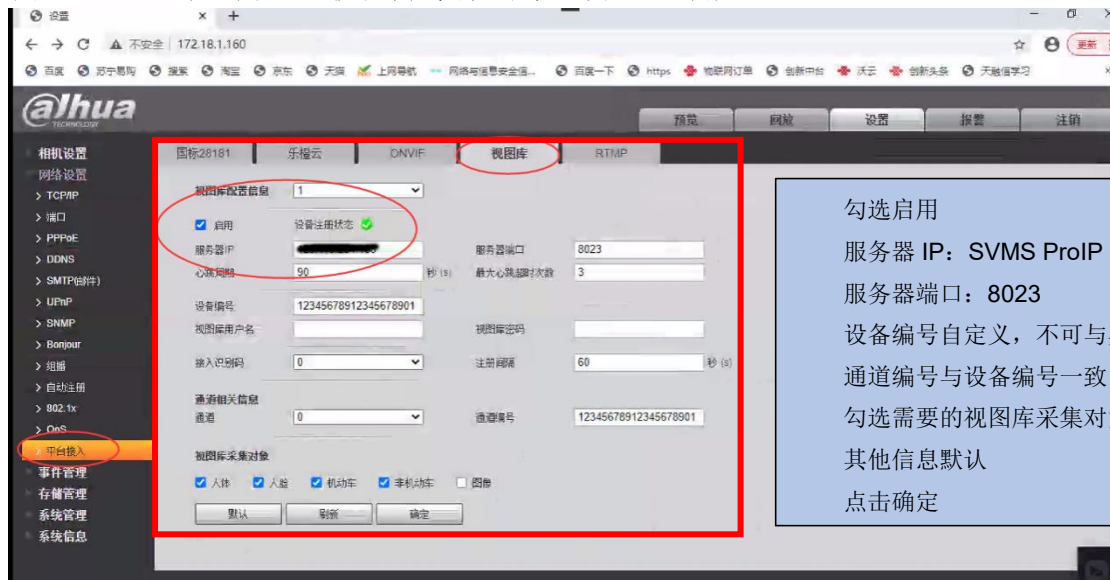 设置 × +
不安全 172.18.1.160 更新
百度 苏宁易购 搜索 淘宝 京东 天猫 上网导航 网络与信息安全信... 百度一下 https 物联网订单 创新中台 沃云 创新头条 天融信学习
alhua
TECHNOLOGY
预览 回放 设置 报警 注销
相机设置
网络设置
> TCP/IP
> 端口
> PPPoE
> DDNS
> SMTP(邮件)
> UPnP
> SNMP
> Bonjour
> 组播
> 自动注册
> 802.1x
> QoS
> 平台接入
事件管理
存储管理
系统管理
系统信息
国标28181 乐橙云 ONVIF 视图库 RTMP
视图库配置信息 1
启用 设备注册状态
服务器IP 服务器端口 8023
心跳周期 90 秒(s) 最大心跳超时次数 3
设备编号 12345678912345678901
视图库用户名 视图库密码
接入识别码 0 注册间隔 60 秒(s)
通道相关信息
通道 0 通道编号 12345678912345678901
视图库采集对象
人体 人脸 机动车 非机动车 图像
默认 刷新 确定
勾选启用
服务器 IP：SVMS ProIP
服务器端口：8023
设备编号自定义，不可与
通道编号与设备编号一致
勾选需要的视图库采集对
其他信息默认
点击确定